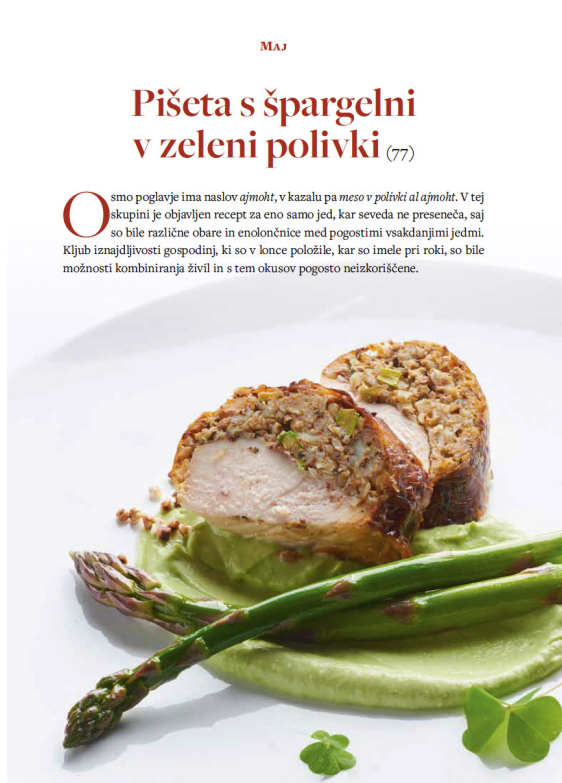 Maj
Pišeta s špargelni
v zeleni polivki (77)
Osmo poglavje ima naslov ajmoht, v kazalu pa meso v polivki al ajmoht. V tej
skupini je objavljen recept za eno samo jed, kar seveda ne preseneča, saj
so bile različne obare in enolončnice med pogostimi vsakdanjimi jedmi.
Kljub iznajdljivosti gospodinj, ki so v lonce položile, kar so imele pri roki, so bile
možnosti kombiniranja živil in s tem okusov pogosto neizkoriščene.